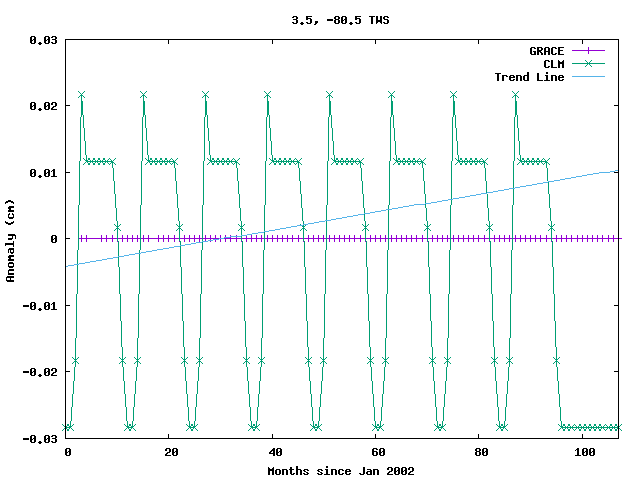 3.5, -80.5 TWS
0.03
GRACE
CLM
Trend Line
0.02
0.01
0
-0.01
-0.02
-0.03
Anomaly (cm)
0 20 40 60 80 100
Months since Jan 2002